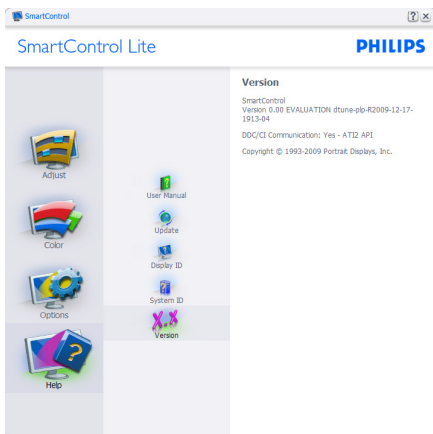 SmartControl
SmartControl Lite
PHILIPS
Adjust
Color
Options
Help
User Manual
Update
Display ID
System ID
X.X
Version
Version
SmartControl
Version 0.00 EVALUATION dtune-plp-R2009-12-17-
1913-04
DDC/CI Communication: Yes - ATI2 API
Copyright © 1993-2009 Portrait Displays, Inc.